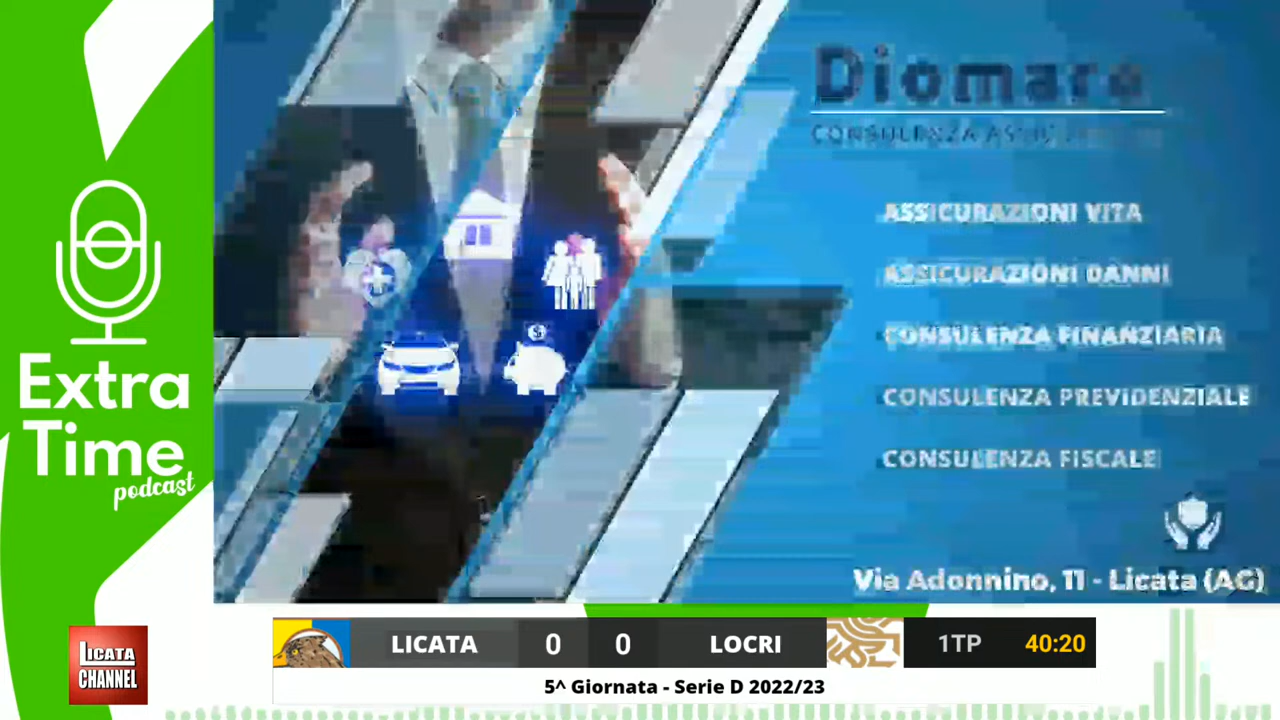 Diomare
CONSULENZA
ASSICURAZIONI VITA
ASSICURAZIONI DANNI
CONSULENZA FINANZIARIA
CONSULENZA PREVIDENZIALE
CONSULENZA FISCALE
Via Adonnino, 11 - Licata (AG)
Extra
Time
podcast
LICATA
CHANNEL
LICATA 0 0 LOCRI 1TP 40:20
5^ Giornata - Serie D 2022/23